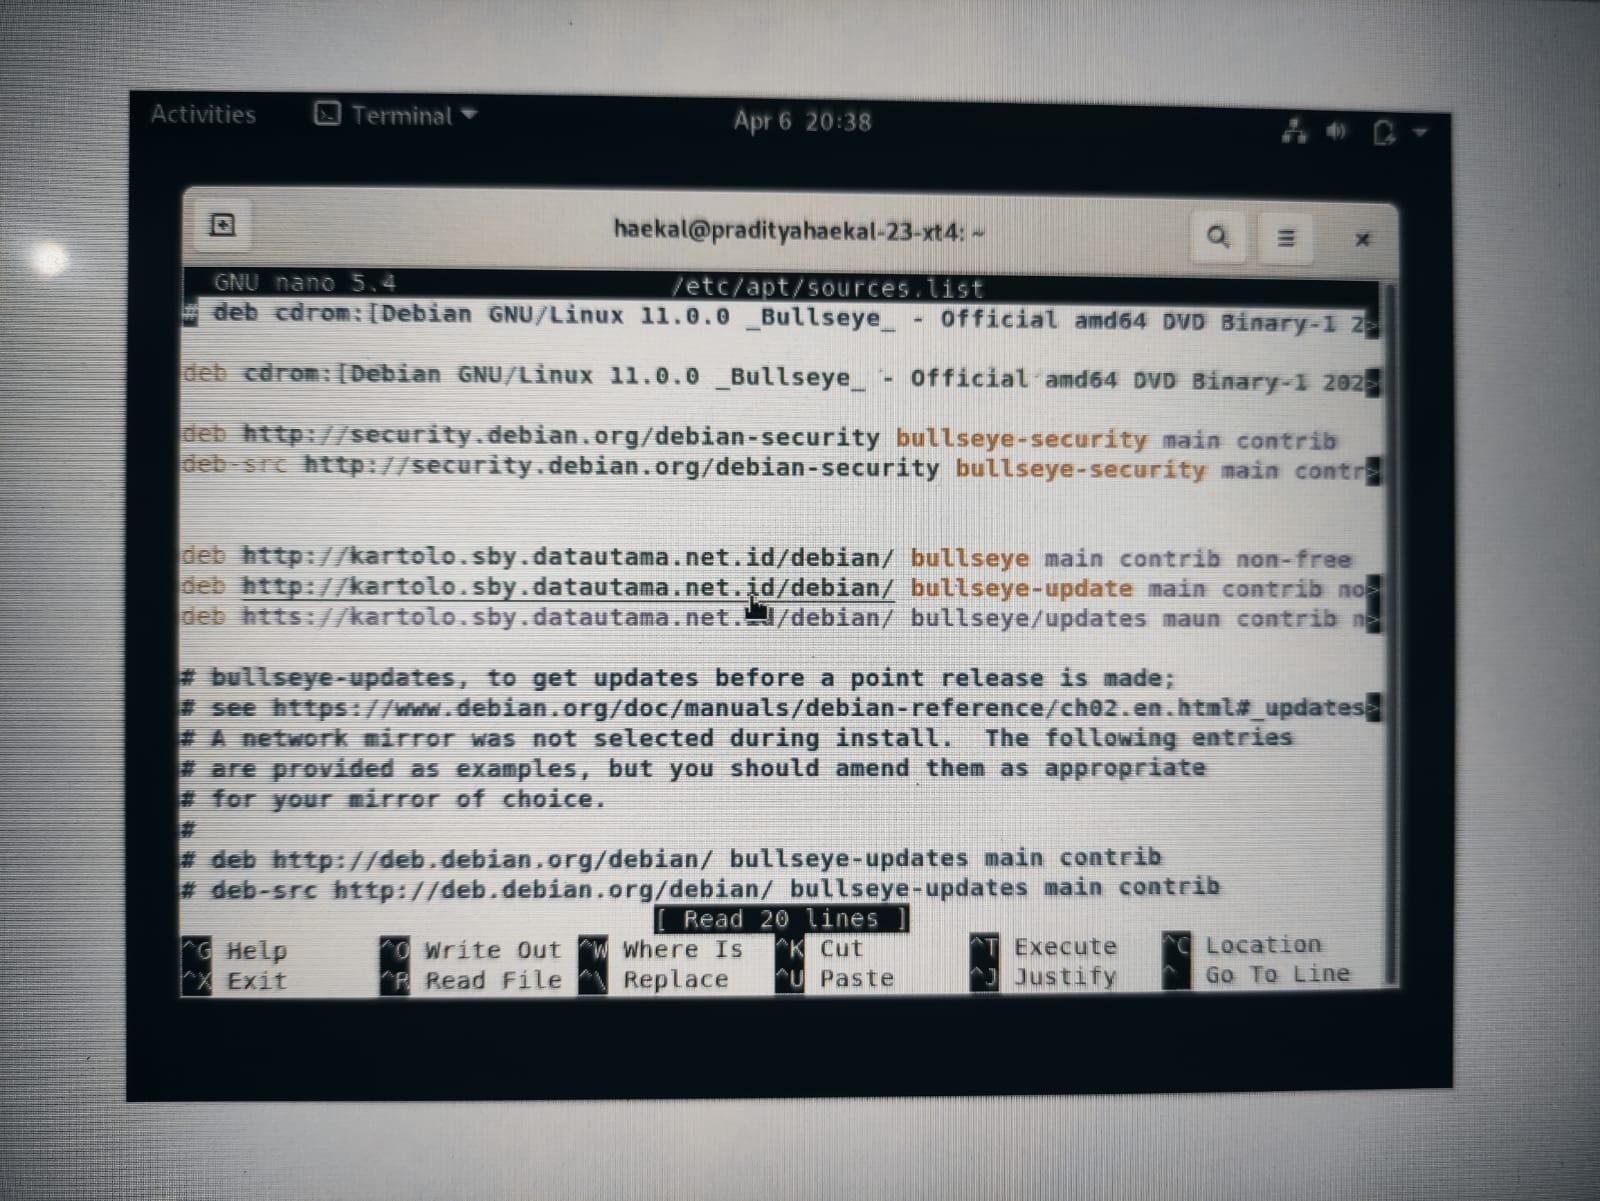 Activities Terminal Apr 6 20:38
haekal@pradityahaekal-23-xt4: ~
GNU nano 5.4 /etc/apt/sources.list
# deb cdrom:[Debian GNU/Linux 11.0.0 _Bullseye_ - Official amd64 DVD Binary-1 2>
deb cdrom:[Debian GNU/Linux 11.0.0 _Bullseye_ - Official amd64 DVD Binary-1 202>
deb http://security.debian.org/debian-security bullseye-security main contrib
deb-src http://security.debian.org/debian-security bullseye-security main contr>
deb http://kartolo.sby.datautama.net.id/debian/ bullseye main contrib non-free
deb http://kartolo.sby.datautama.net.id/debian/ bullseye-update main contrib no>
deb htts://kartolo.sby.datautama.net.id/debian/ bullseye/updates maun contrib n>
# bullseye-updates, to get updates before a point release is made;
# see https://www.debian.org/doc/manuals/debian-reference/ch02.en.html#_updates>
# A network mirror was not selected during install.  The following entries
# are provided as examples, but you should amend them as appropriate
# for your mirror of choice.
#
# deb http://deb.debian.org/debian/ bullseye-updates main contrib
# deb-src http://deb.debian.org/debian/ bullseye-updates main contrib
[ Read 20 lines ]
^G Help ^O Write Out ^W Where Is ^K Cut ^T Execute ^C Location
^X Exit ^R Read File ^\ Replace ^U Paste ^J Justify ^_ Go To Line